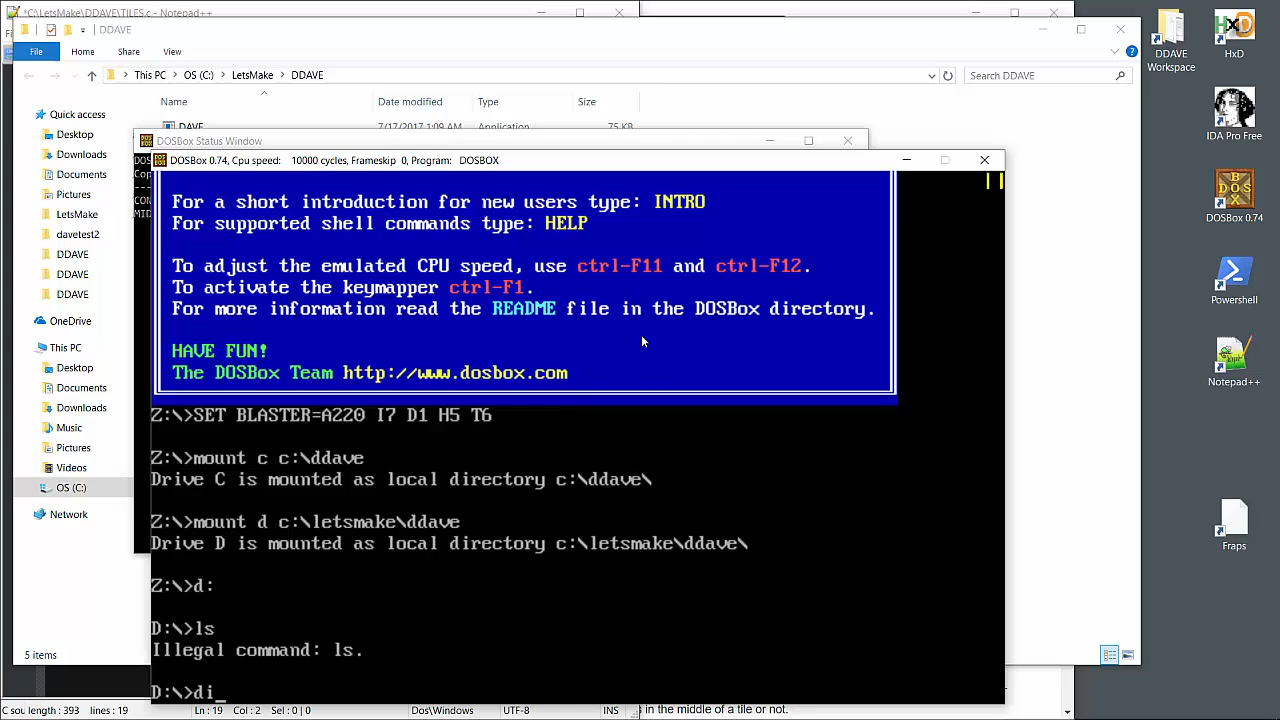 *C:\LetsMake\DDAVE\TILES.c - Notepad++
DDAVE
File Home Share View
This PC OS (C:) LetsMake DDAVE
Search DDAVE
Name Date modified Type Size
DAVE 7/17/2017 1:09 AM Application 75 KB
Quick access
Desktop
Downloads
Documents
Pictures
LetsMake
davetest2
DDAVE
DDAVE
DDAVE
OneDrive
This PC
Desktop
Documents
Downloads
Music
Pictures
Videos
OS (C:)
Network
5 items
DOSBox Status Window
DOSBox 0.74, Cpu speed: 10000 cycles, Frameskip 0, Program: DOSBOX
For a short introduction for new users type: INTRO
For supported shell commands type: HELP
To adjust the emulated CPU speed, use ctrl-F11 and ctrl-F12.
To activate the keymapper ctrl-F1.
For more information read the README file in the DOSBox directory.
HAVE FUN!
The DOSBox Team http://www.dosbox.com
Z:\>SET BLASTER=A220 I7 D1 H5 T6
Z:\>mount c c:\ddave
Drive C is mounted as local directory c:\ddave\
Z:\>mount d c:\letsmake\ddave
Drive D is mounted as local directory c:\letsmake\ddave\
Z:\>d:
D:\>ls
Illegal command: ls.
D:\>di_
C sou length : 393 lines : 19 Ln : 19 Col : 2 Sel : 0 | 0 Dos\Windows UTF-8 INS
in the middle of a tile or not.
DDAVE
Workspace
HxD
IDA Pro Free
DOSBox 0.74
Powershell
Notepad++
Fraps